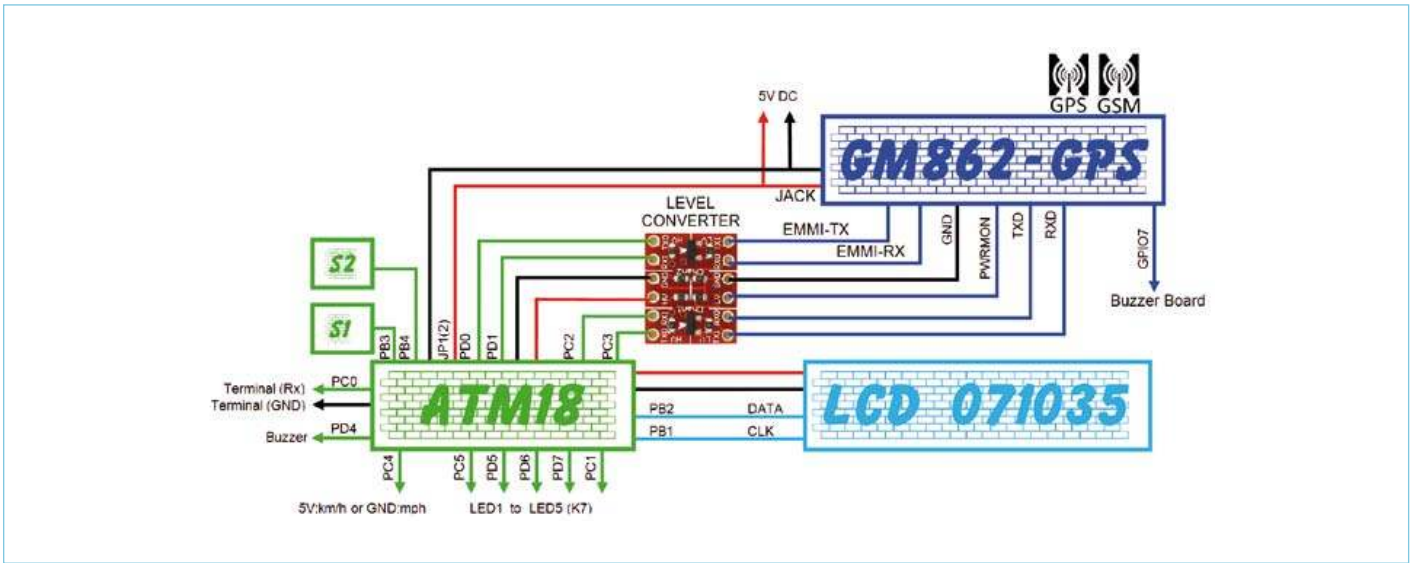 GPS GSM
5V DC
GM862-GPS
JACK
LEVEL
CONVERTER
EMMI-TX
EMMI-RX
GND
PWRMON
TXD
RXD
GPIO7
Buzzer Board
S2
S1
PB3
PB4
JP1(2)
PD0
PD1
PC2
PC3
Terminal (Rx)
PC0
Terminal (GND)
Buzzer
PD4
ATM18
PB2
DATA
PB1
CLK
LCD 071035
PC4
PC5
PD5
PD6
PD7
PC1
5V:km/h or GND:mph
LED1 to LED5 (K7)